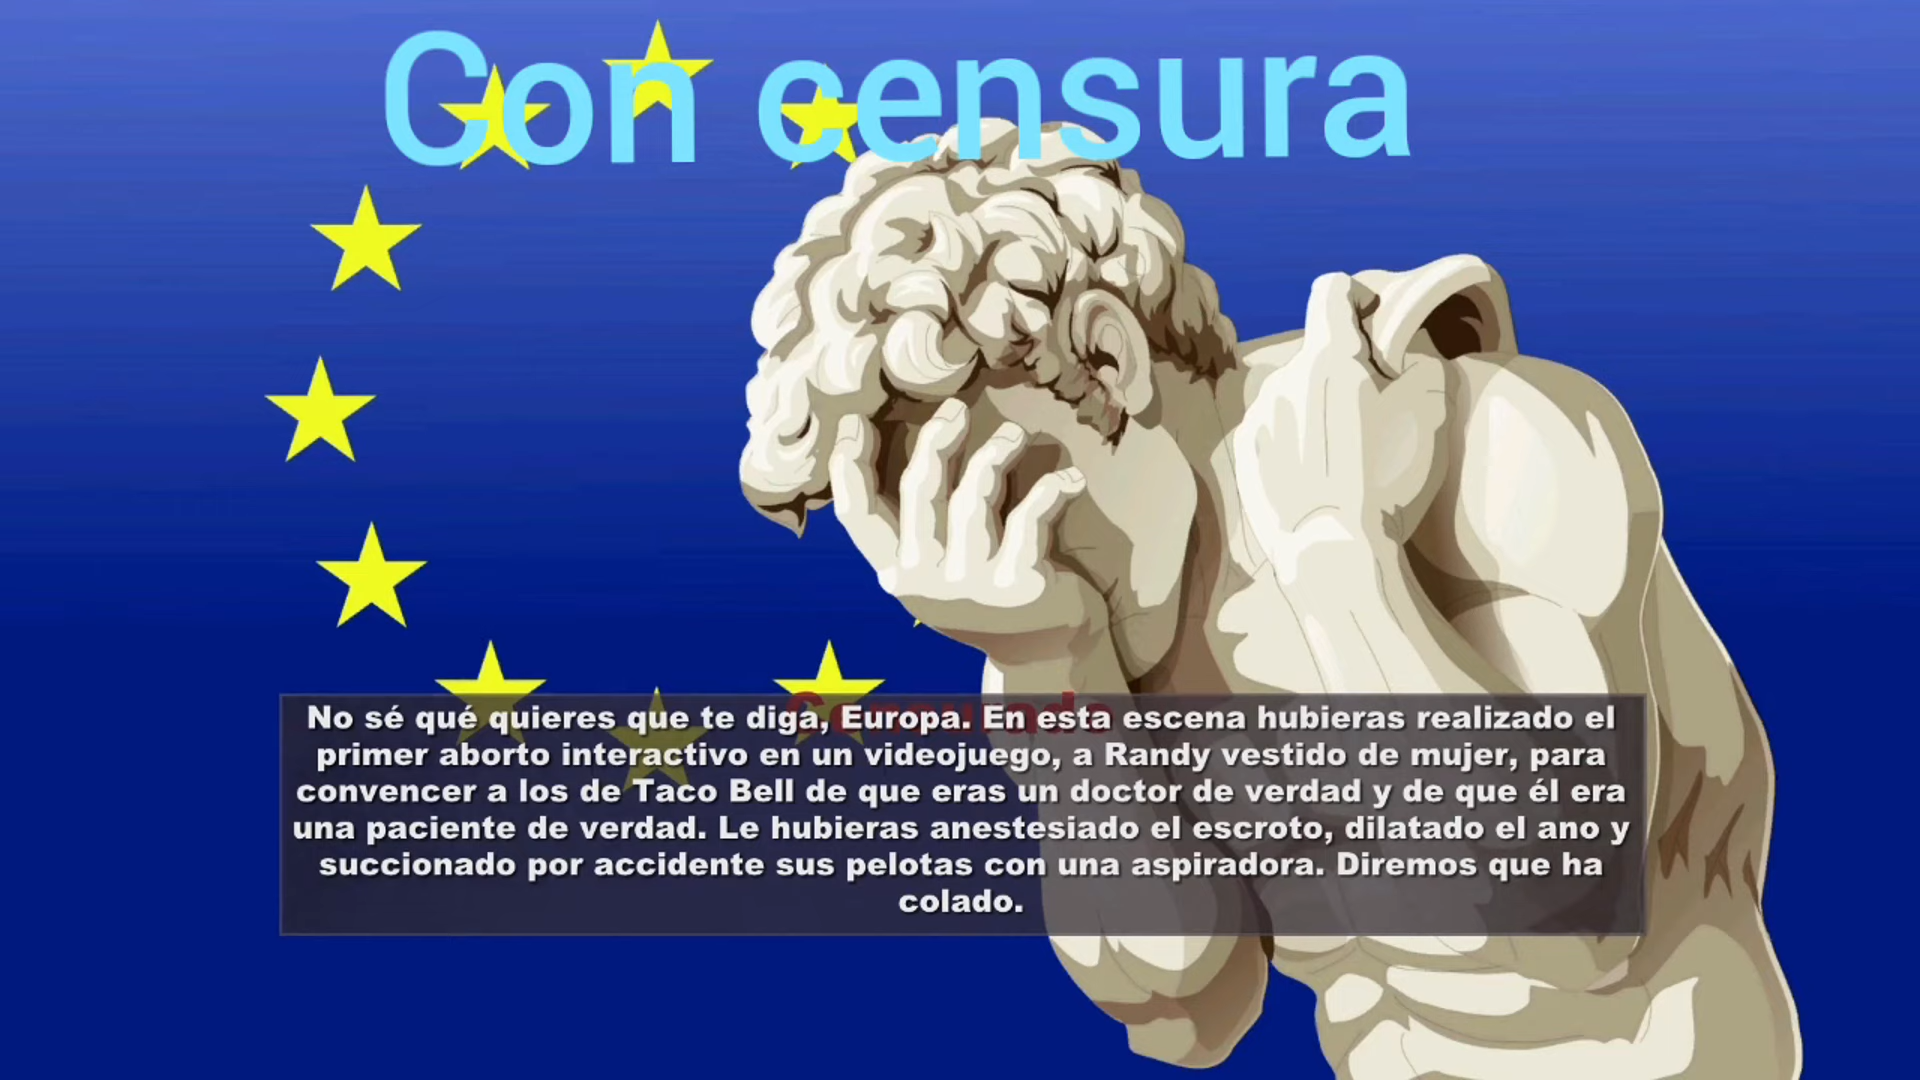 Con censura
Censurado
No sé qué quieres que te diga, Europa. En esta escena hubieras realizado el
primer aborto interactivo en un videojuego, a Randy vestido de mujer, para
convencer a los de Taco Bell de que eras un doctor de verdad y de que él era
una paciente de verdad. Le hubieras anestesiado el escroto, dilatado el ano y
succionado por accidente sus pelotas con una aspiradora. Diremos que ha
colado.